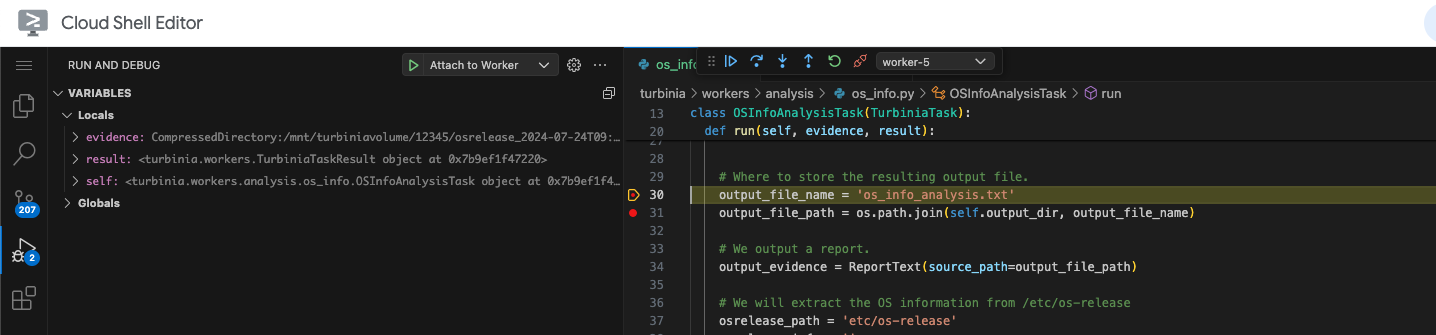 Cloud Shell Editor
RUN AND DEBUG
Attach to Worker
VARIABLES
Locals
evidence: CompressedDirectory:/mnt/turbiniavolume/12345/osrelease_2024-07-24T09:...
result: <turbinia.workers.TurbiniaTaskResult object at 0x7b9ef1f47220>
self: <turbinia.workers.analysis.os_info.OSInfoAnalysisTask object at 0x7b9ef1f4...
Globals
207
2
os_info
worker-5
turbinia > workers > analysis > os_info.py > OSInfoAnalysisTask > run
13 class OSInfoAnalysisTask(TurbiniaTask):
20 def run(self, evidence, result):
27
28
29 # Where to store the resulting output file.
30 output_file_name = 'os_info_analysis.txt'
31 output_file_path = os.path.join(self.output_dir, output_file_name)
32
33 # We output a report.
34 output_evidence = ReportText(source_path=output_file_path)
35
36 # We will extract the OS information from /etc/os-release
37 osrelease_path = 'etc/os-release'